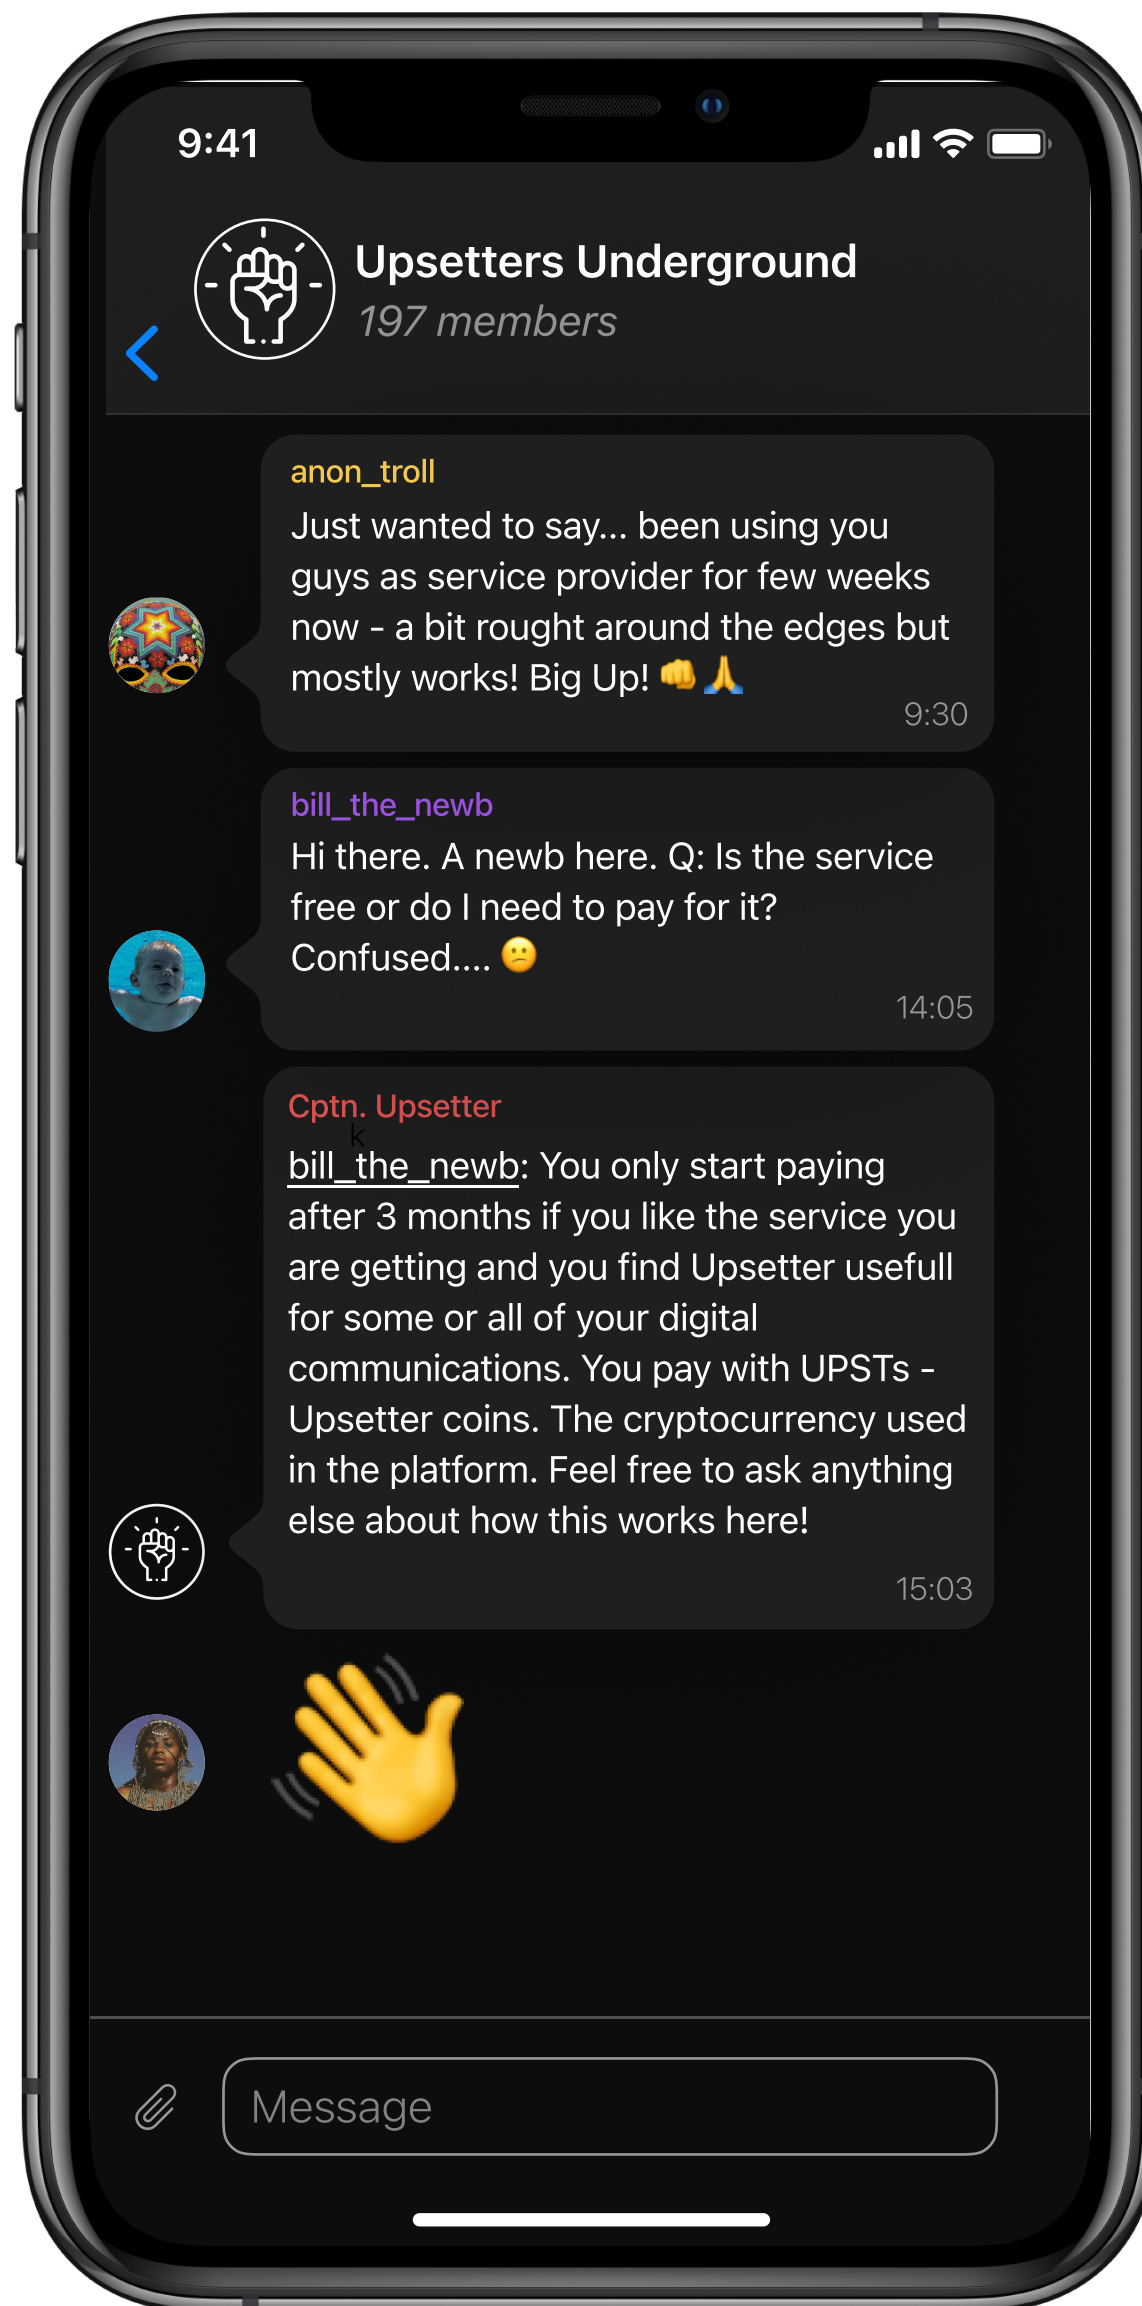 9:41
Upsetters Underground
197 members
anon_troll
Just wanted to say... been using you
guys as service provider for few weeks
now - a bit rought around the edges but
mostly works! Big Up! 👊🙏
9:30
bill_the_newb
Hi there. A newb here. Q: Is the service
free or do I need to pay for it?
Confused.... 😕
14:05
Cptn. Upsetter
k
bill_the_newb: You only start paying
after 3 months if you like the service you
are getting and you find Upsetter usefull
for some or all of your digital
communications. You pay with UPSTs -
Upsetter coins. The cryptocurrency used
in the platform. Feel free to ask anything
else about how this works here!
15:03
👋
Message